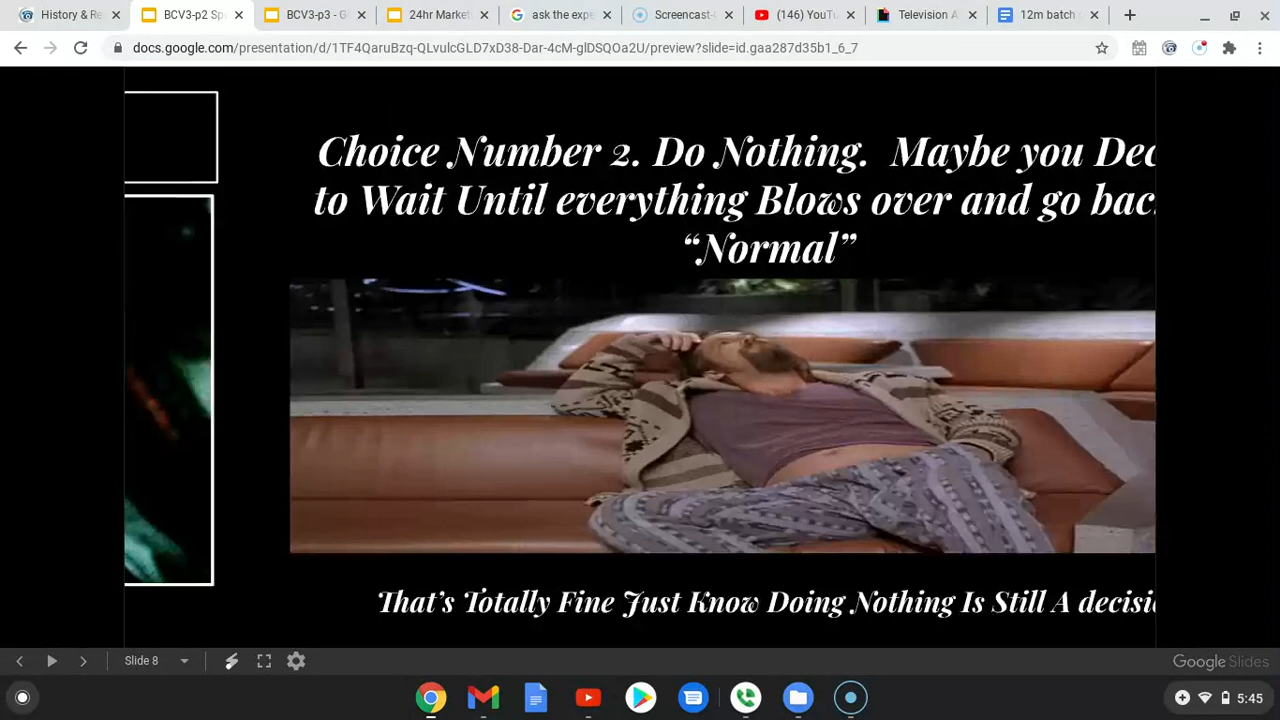 History & Re
BCV3-p2 Sp
BCV3-p3 - G
24hr Market
ask the expe
Screencast-
(146) YouTu
Television A
12m batch
docs.google.com/presentation/d/1TF4QaruBzq-QLvulcGLD7xD38-Dar-4cM-glDSQOa2U/preview?slide=id.gaa287d35b1_6_7
Choice Number 2. Do Nothing. Maybe you Dec
to Wait Until everything Blows over and go bac
“Normal”
That’s Totally Fine Just Know Doing Nothing Is Still A decisi
Slide 8
Google Slides
5:45